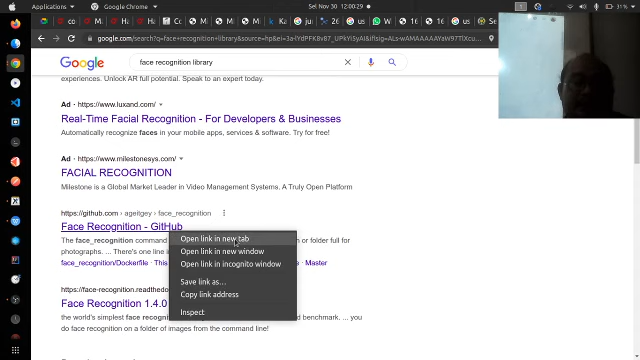 Applications
Google Chrome
Sel Nov 30 12:00:29
31%
google.com/search?q=face+recognition+library&source=hp&ei=
Google
face recognition library
experiences. Unlock AR full potential. Speak to an expert today.
Ad · https://www.luxand.com/
Real-Time Facial Recognition - For Developers & Businesses
Automatically recognize faces in your mobile apps, services & software. Try for free!
Ad · https://www.milestonesys.com/
FACIAL RECOGNITION
Milestone is a Global Market Leader in Video Management Systems. A Truly Open Platform
https://github.com › ageitgey › face_recognition
Face Recognition - GitHub
The face_recognition command
or folder full for
photographs. ... There's one line i
face_recognition/Dockerfile · This
· Master
https://face-recognition.readthedo
Face Recognition 1.4.0
the world's simplest face recogni
benchmark. ... you
do face recognition on a folder of images from the command
Open link in new tab
Open link in new window
Open link in incognito window
Save link as...
Copy link address
Inspect